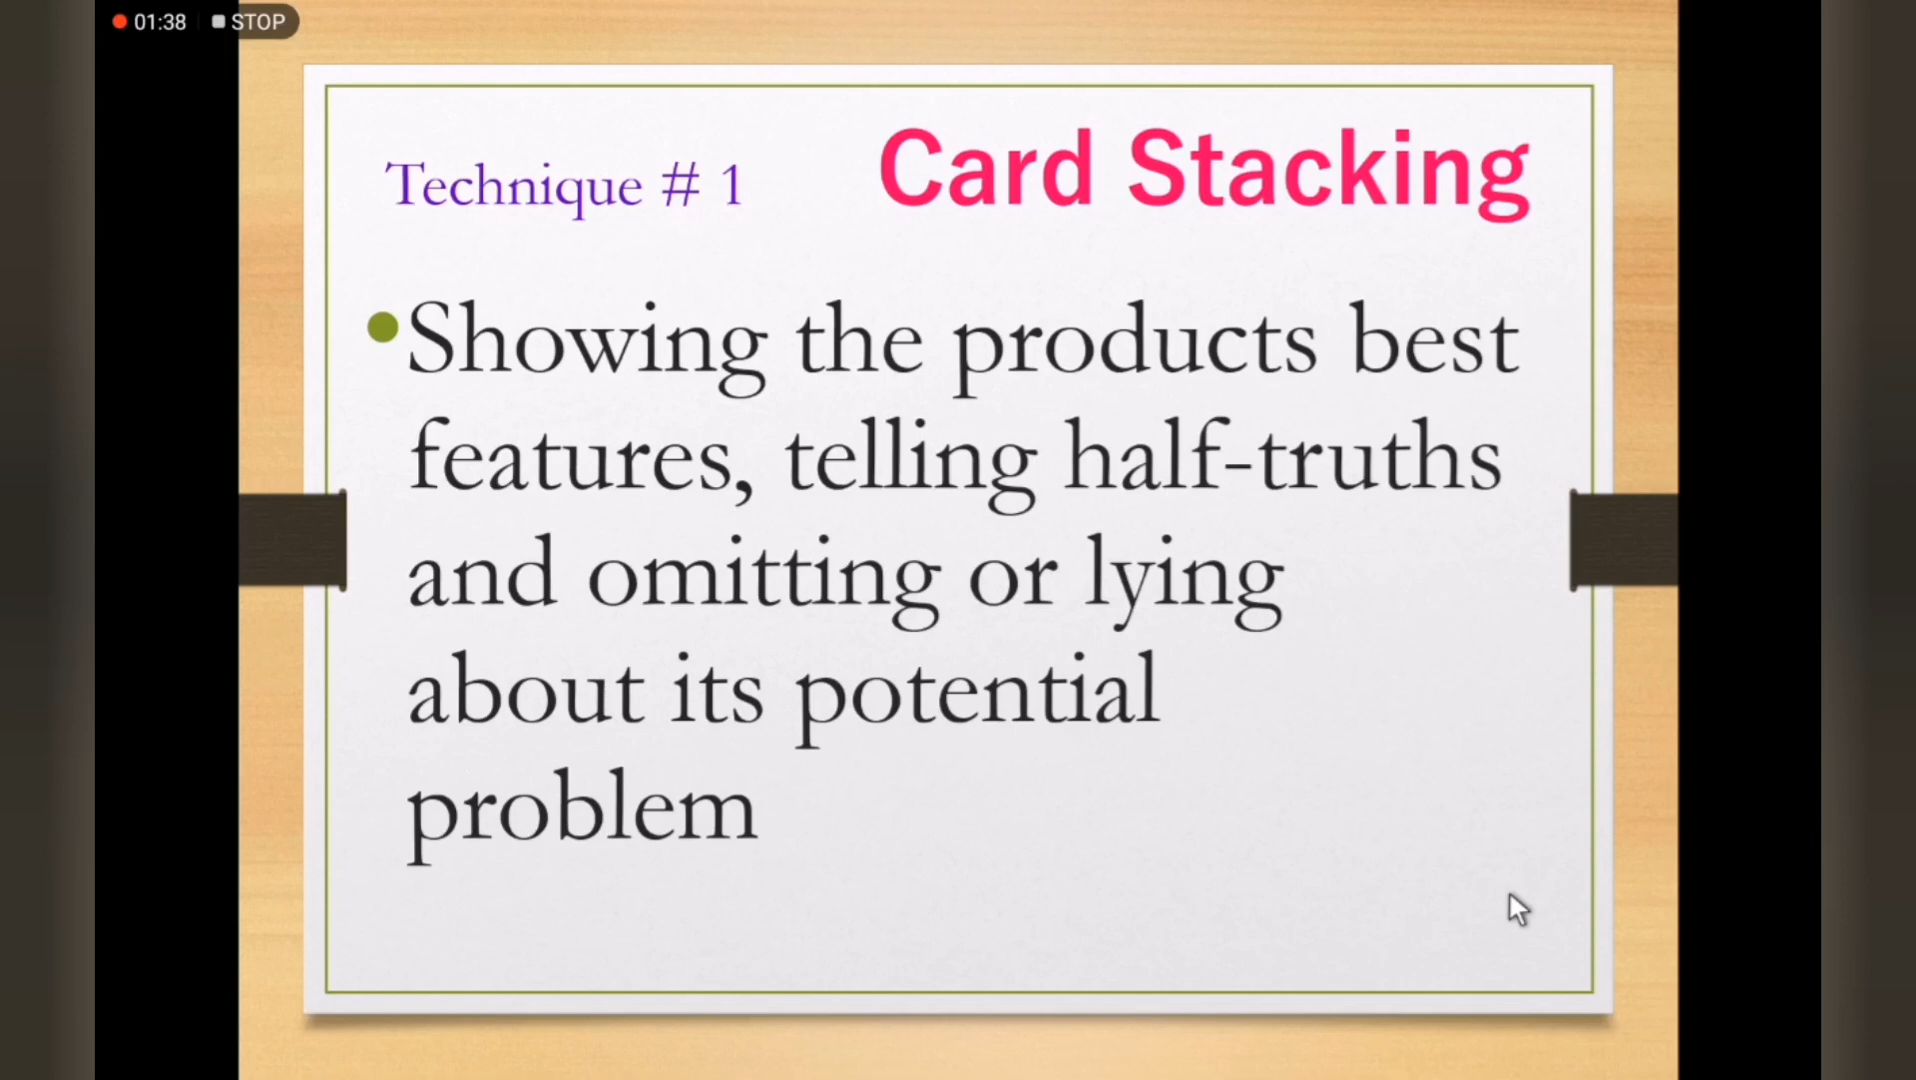 01:38 STOP
Technique # 1 Card Stacking
•Showing the products best
features, telling half-truths
and omitting or lying
about its potential
problem